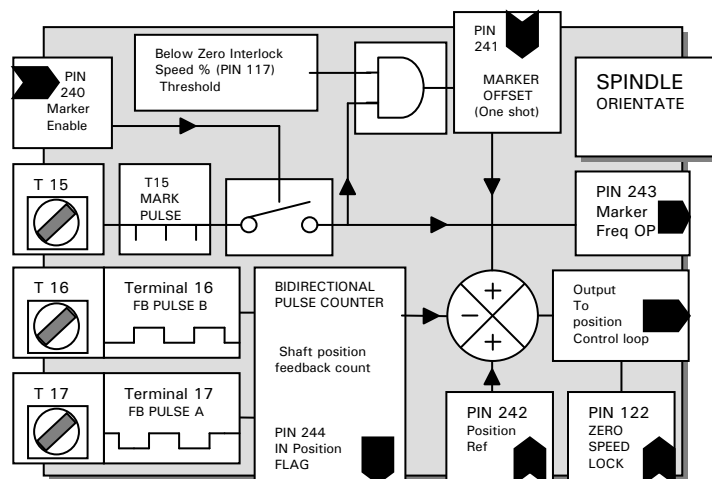 PIN
240
Marker
Enable
Below Zero Interlock
Speed % (PIN 117)
Threshold
PIN
241
MARKER
OFFSET
(One shot)
SPINDLE
ORIENTATE
T 15
T15
MARK
PULSE
PIN 243
Marker
Freq OP
T 16
Terminal 16
FB PULSE B
BIDIRECTIONAL
PULSE COUNTER
Shaft position
feedback count
+
-
+
Output
To
position
Control loop
T 17
Terminal 17
FB PULSE A
PIN 244
IN Position
FLAG
PIN 242
Position
Ref
PIN 122
ZERO
SPEED
LOCK